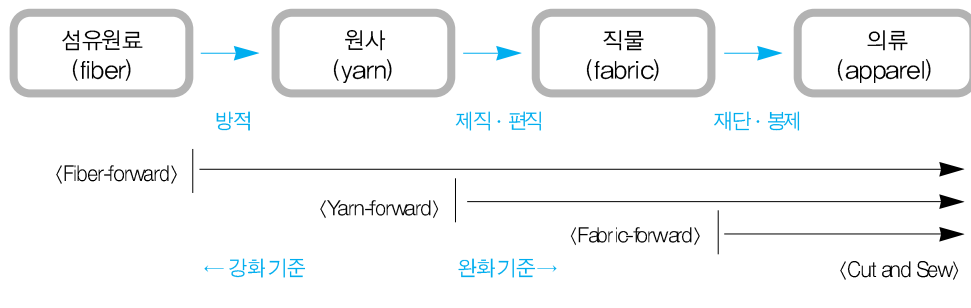 섬유원료 원사 직물 의류
(fiber) (yarn) (fabric) (apparel)
방적 제직·편직 재단·봉제
〈Fiber-forward〉
〈Yarn-forward〉
〈Fabric-forward〉
←강화기준 완화기준→ 〈Cut and Sew〉